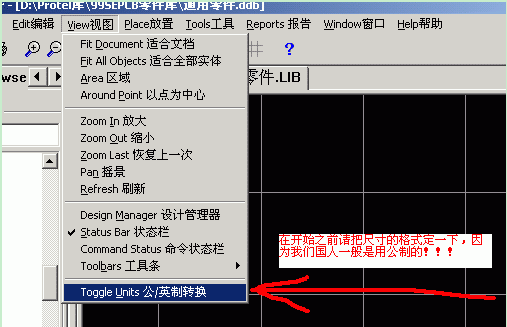 - [D:\Protel库\99SEPCB零件库\通用零件.ddb]
Edit编辑 View视图 Place放置 Tools工具 Reports 报告 Window窗口 Help帮助
?
wse 零件.LIB
Fit Document 适合文档
Fit All Objects 适合全部实体
Area 区域
Around Point 以点为中心
Zoom In 放大
Zoom Out 缩小
Zoom Last 恢复上一次
Pan 摇景
Refresh 刷新
Design Manager 设计管理器
Status Bar 状态栏
Command Status 命令状态栏
Toolbars 工具条
Toggle Units 公/英制转换
在开始之前请把尺寸的格式定一下，因
为我们国人一般是用公制的！！！